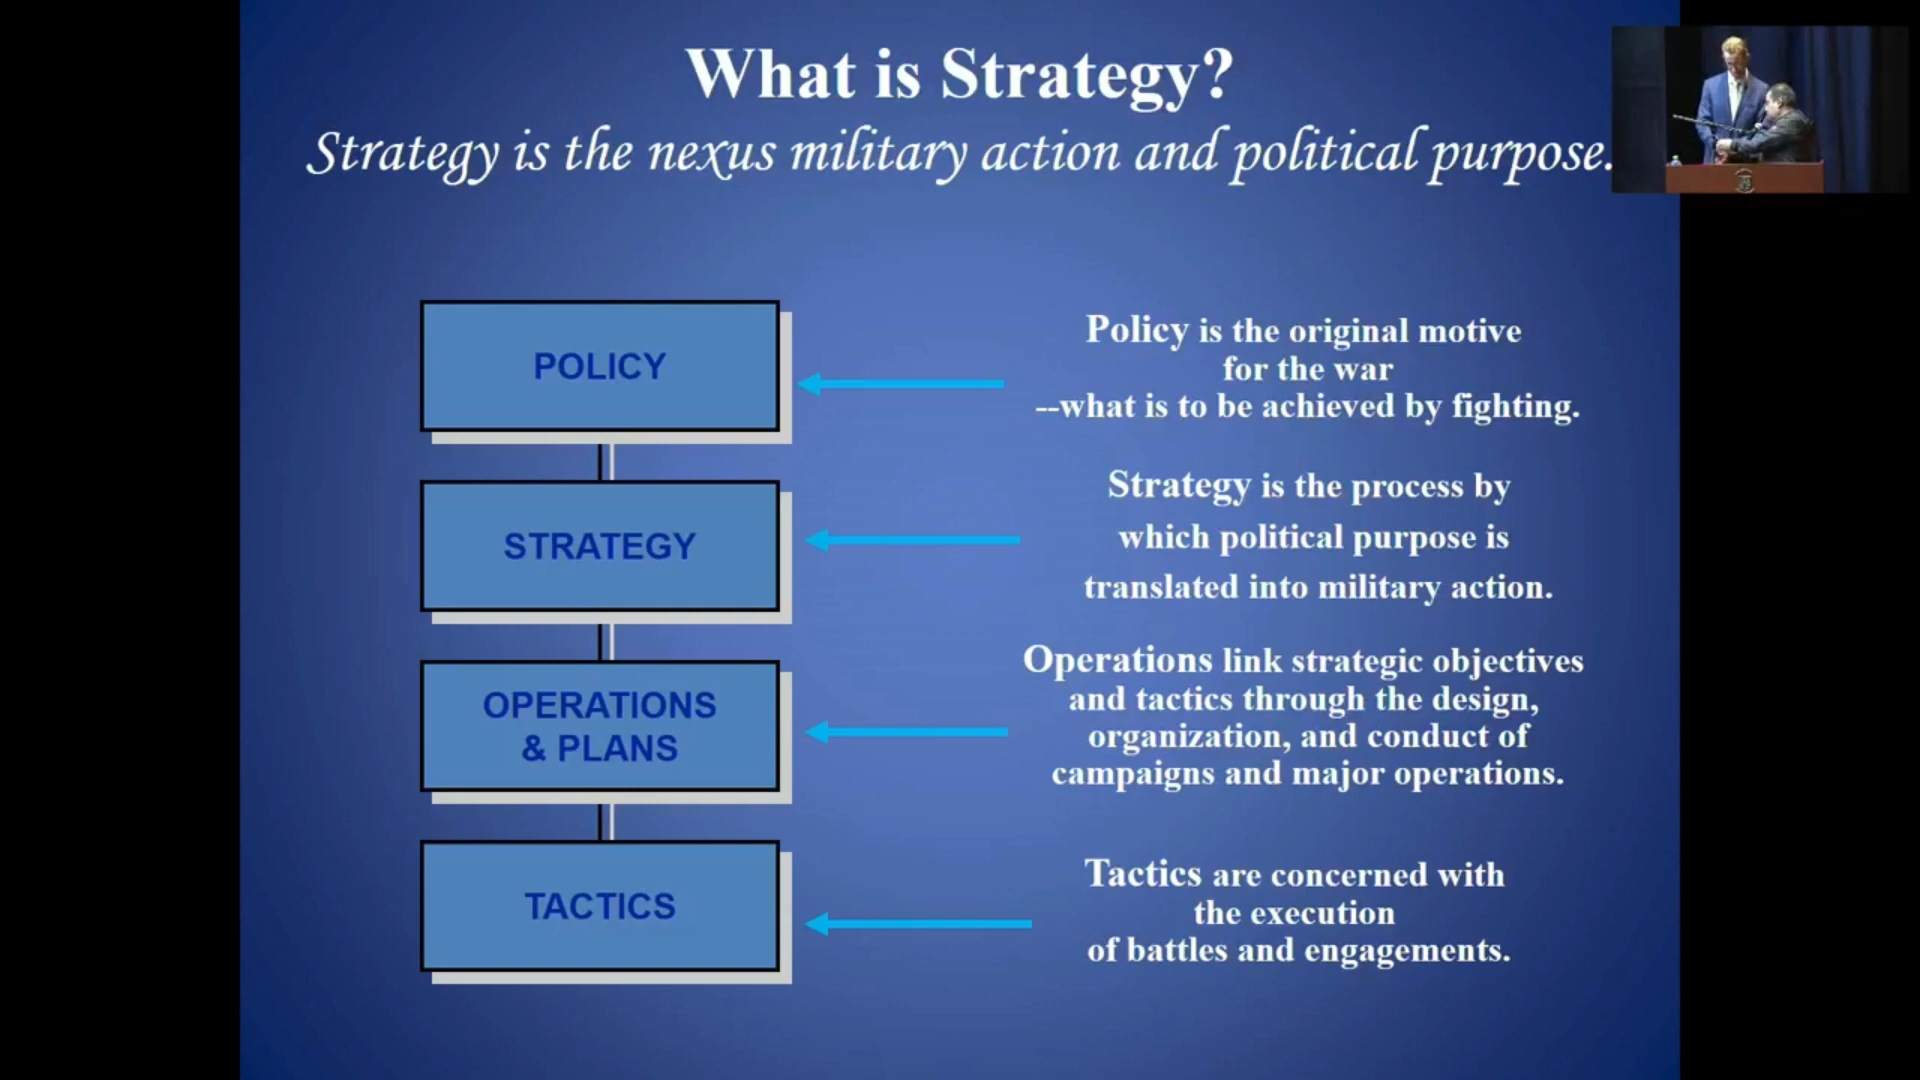 What is Strategy?
Strategy is the nexus military action and political purpose.
POLICY
Policy is the original motive
for the war
--what is to be achieved by fighting.
STRATEGY
Strategy is the process by
which political purpose is
translated into military action.
OPERATIONS
& PLANS
Operations link strategic objectives
and tactics through the design,
organization, and conduct of
campaigns and major operations.
TACTICS
Tactics are concerned with
the execution
of battles and engagements.